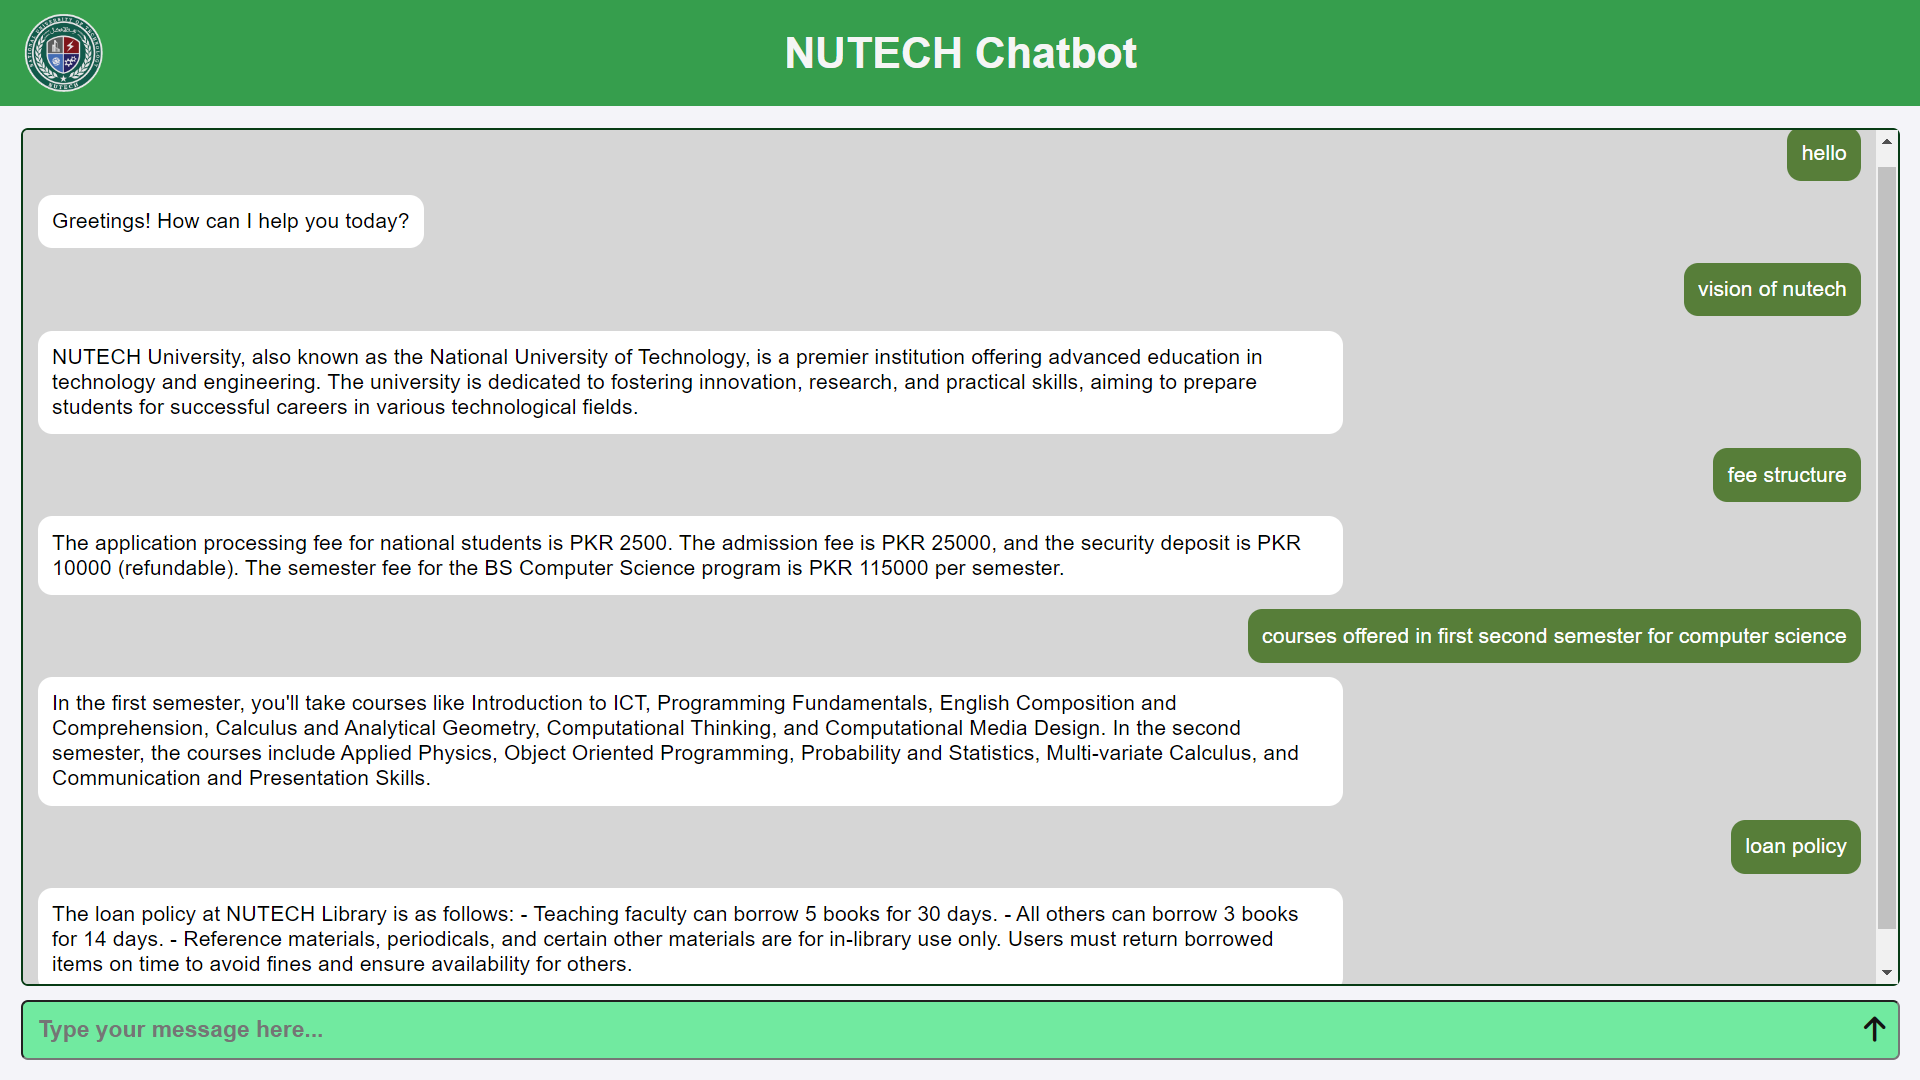 NUTECH Chatbot
hello
Greetings! How can I help you today?
vision of nutech
NUTECH University, also known as the National University of Technology, is a premier institution offering advanced education in
technology and engineering. The university is dedicated to fostering innovation, research, and practical skills, aiming to prepare
students for successful careers in various technological fields.
fee structure
The application processing fee for national students is PKR 2500. The admission fee is PKR 25000, and the security deposit is PKR
10000 (refundable). The semester fee for the BS Computer Science program is PKR 115000 per semester.
courses offered in first second semester for computer science
In the first semester, you'll take courses like Introduction to ICT, Programming Fundamentals, English Composition and
Comprehension, Calculus and Analytical Geometry, Computational Thinking, and Computational Media Design. In the second
semester, the courses include Applied Physics, Object Oriented Programming, Probability and Statistics, Multi-variate Calculus, and
Communication and Presentation Skills.
loan policy
The loan policy at NUTECH Library is as follows: - Teaching faculty can borrow 5 books for 30 days. - All others can borrow 3 books
for 14 days. - Reference materials, periodicals, and certain other materials are for in-library use only. Users must return borrowed
items on time to avoid fines and ensure availability for others.
Type your message here...